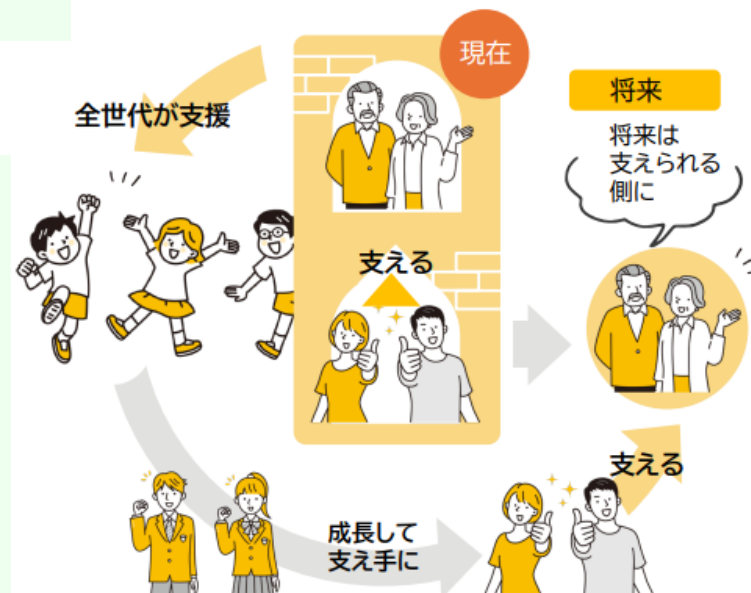 現在
全世代が支援
支える
将来
将来は
支えられる
側に
支える
成長して
支え手に